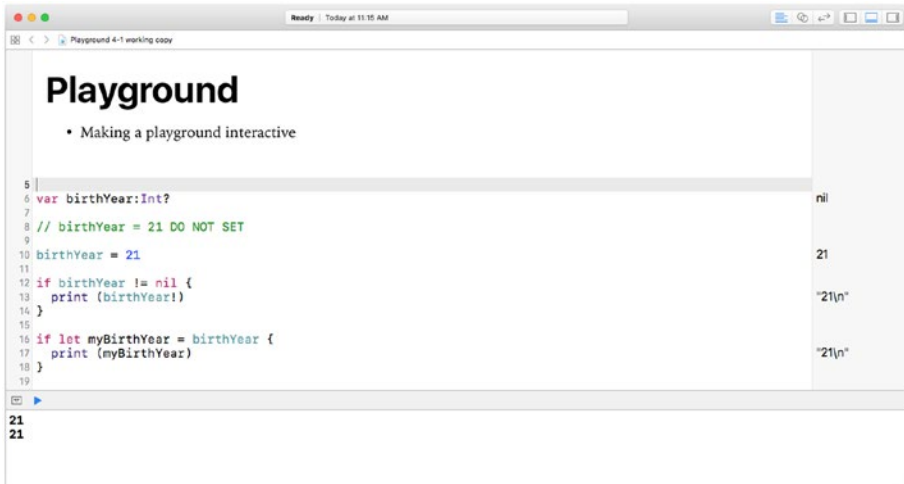 Ready | Today at 11:15 AM
Playground 4-1 working copy
Playground
• Making a playground interactive
5
6 var birthYear:Int? nil
7
8 // birthYear = 21 DO NOT SET
9
10 birthYear = 21 21
11
12 if birthYear != nil {
13 print (birthYear!) "21\n"
14 }
15
16 if let myBirthYear = birthYear {
17 print (myBirthYear) "21\n"
18 }
19
21
21